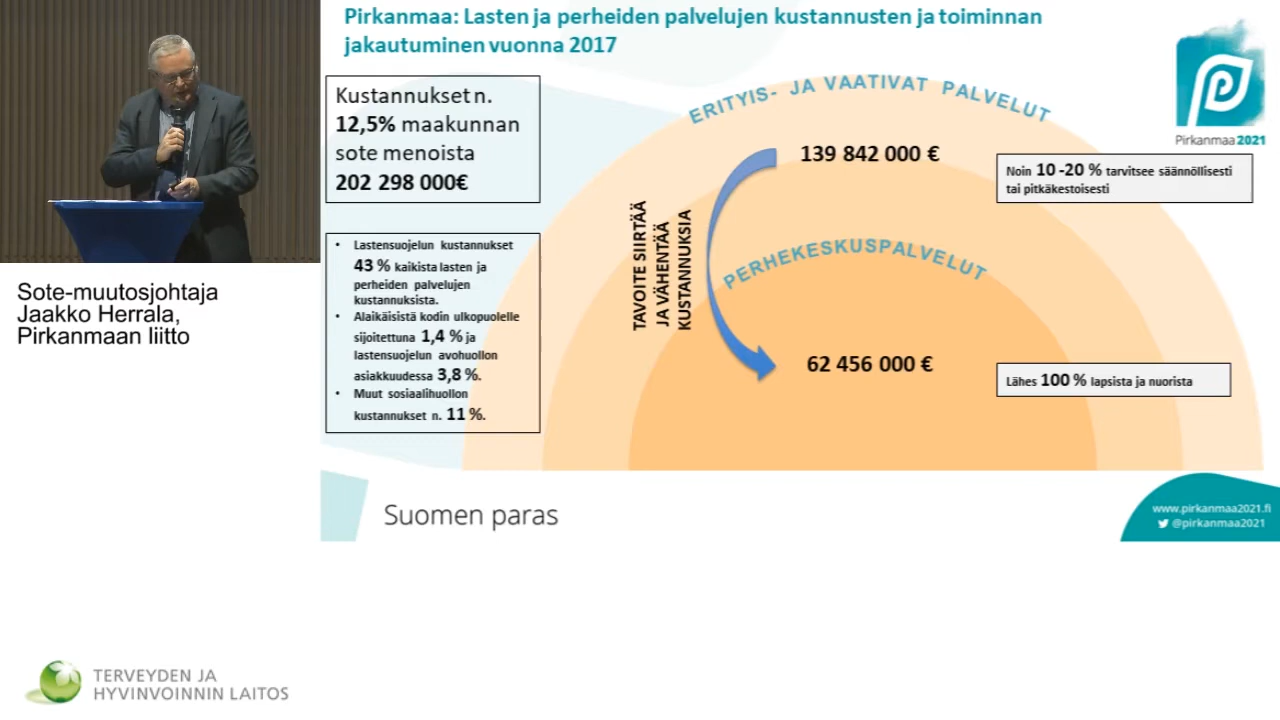 Pirkanmaa: Lasten ja perheiden palvelujen kustannusten ja toiminnan
jakautuminen vuonna 2017
Kustannukset n.
12,5% maakunnan
sote menoista
202 298 000€
• Lastensuojelun kustannukset
43 % kaikista lasten ja
perheiden palvelujen
kustannuksista.
• Alaikäisistä kodin ulkopuolelle
sijoitettuna 1,4 % ja
lastensuojelun avohuollon
asiakkuudessa 3,8 %.
• Muut sosiaalihuollon
kustannukset n. 11 %.
ERITYIS- JA VAATIVAT PALVELUT
139 842 000 €
Noin 10 -20 % tarvitsee säännöllisesti
tai pitkäkestoisesti
TAVOITE SIIRTÄÄ
JA VÄHENTÄÄ
KUSTANNUKSIA
PERHEKESKUSPALVELUT
62 456 000 €
Lähes 100 % lapsista ja nuorista
Pirkanmaa 2021
Sote-muutosjohtaja
Jaakko Herrala,
Pirkanmaan liitto
Suomen paras
www.pirkanmaa2021.fi
@pirkanmaa2021
TERVEYDEN JA
HYVINVOINNIN LAITOS